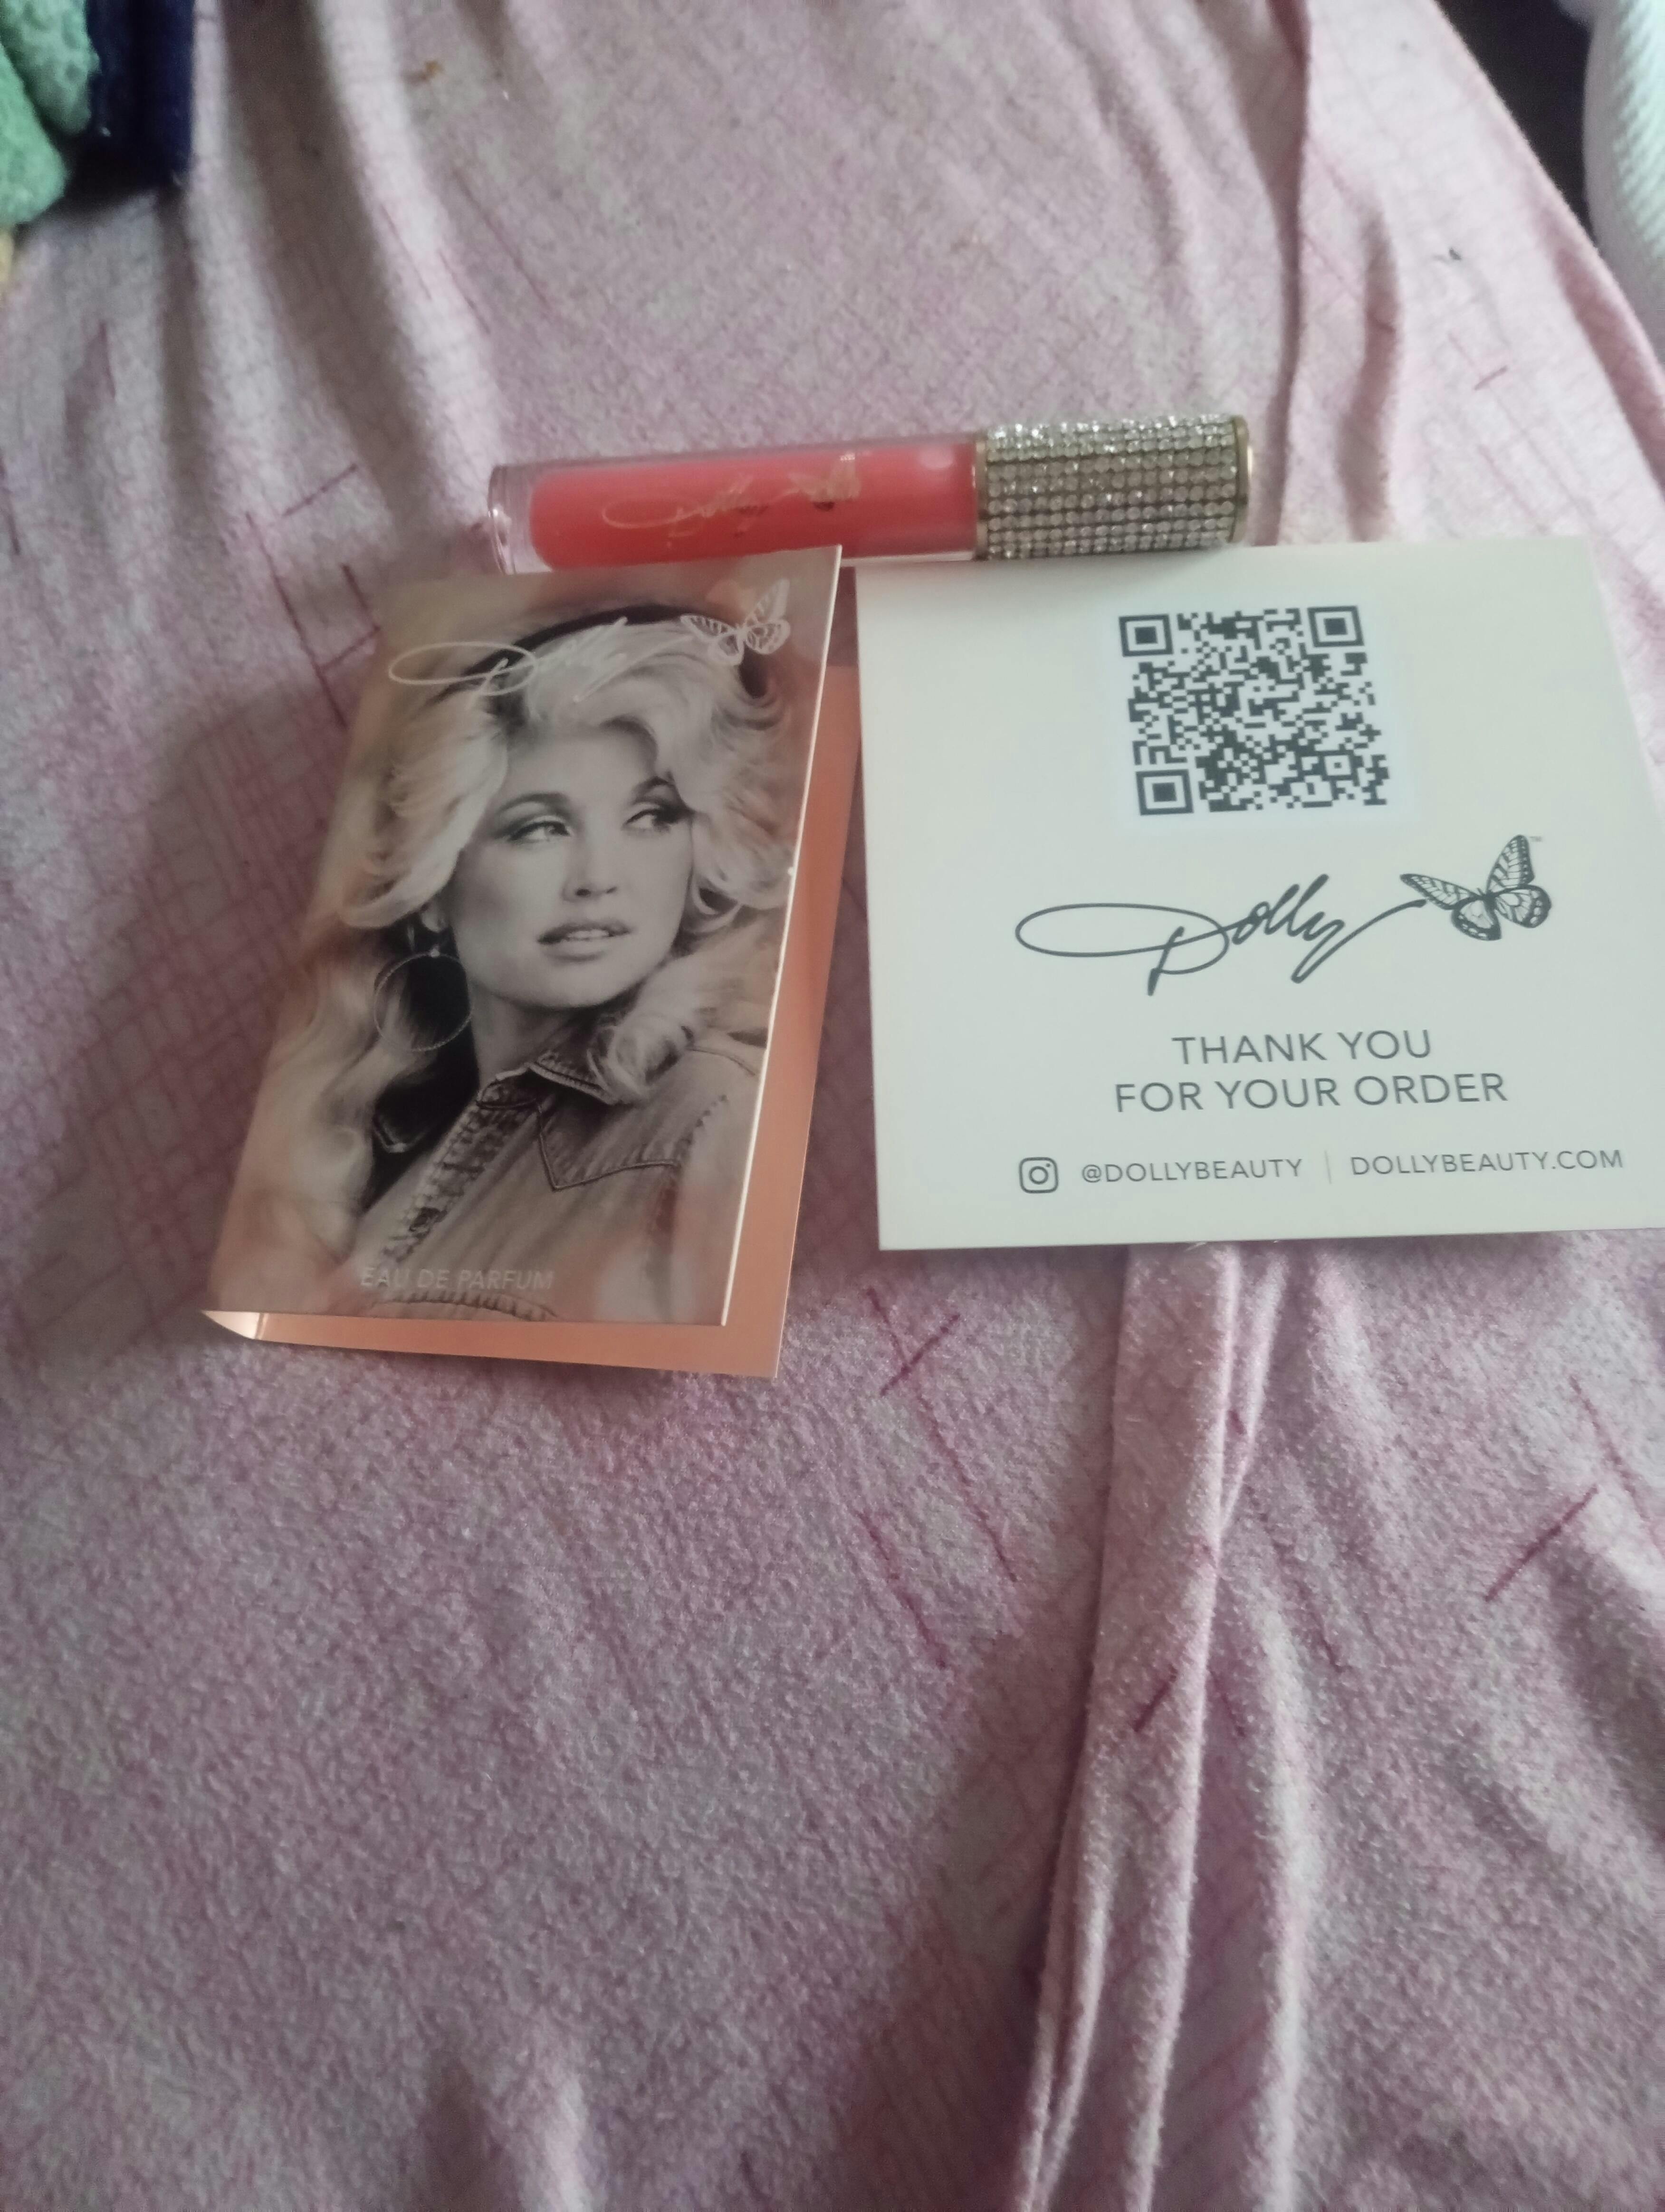 Dolly
Dolly
EAU DE PARFUM
Dolly
THANK YOU
FOR YOUR ORDER
@DOLLYBEAUTY | DOLLYBEAUTY.COM